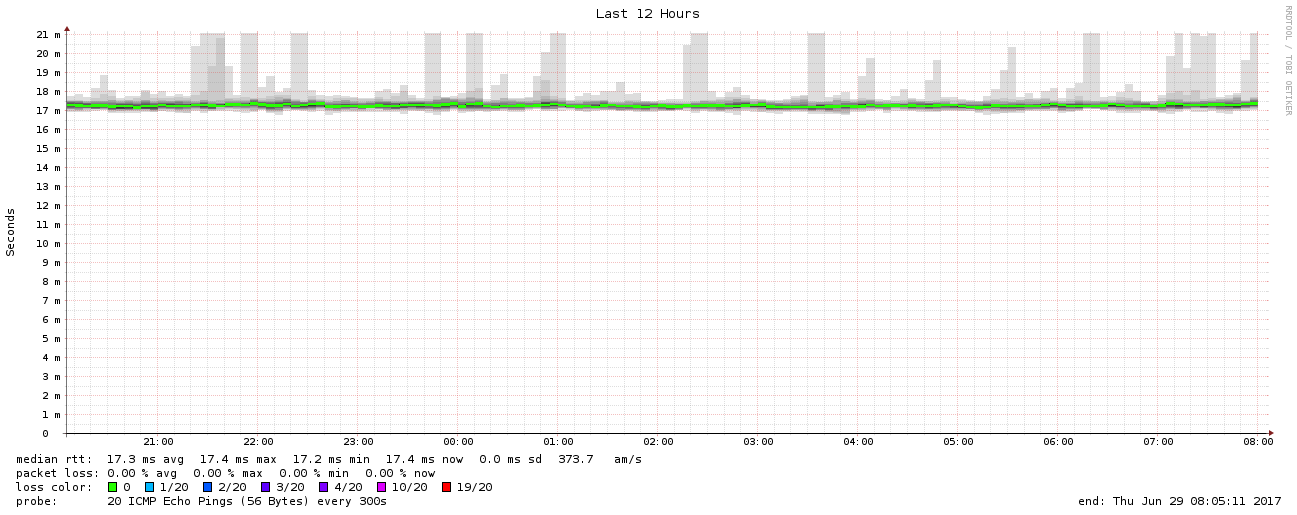 Last 12 Hours
RRDTOOL / TOBI OETIKER
Seconds
21 m
20 m
19 m
18 m
17 m
16 m
15 m
14 m
13 m
12 m
11 m
10 m
9 m
8 m
7 m
6 m
5 m
4 m
3 m
2 m
1 m
0
21:00 22:00 23:00 00:00 01:00 02:00 03:00 04:00 05:00 06:00 07:00 08:00
median rtt: 17.3 ms avg 17.4 ms max 17.2 ms min 17.4 ms now 0.0 ms sd 373.7 am/s
packet loss: 0.00 % avg 0.00 % max 0.00 % min 0.00 % now
loss color: 0 1/20 2/20 3/20 4/20 10/20 19/20
probe: 20 ICMP Echo Pings (56 Bytes) every 300s end: Thu Jun 29 08:05:11 2017